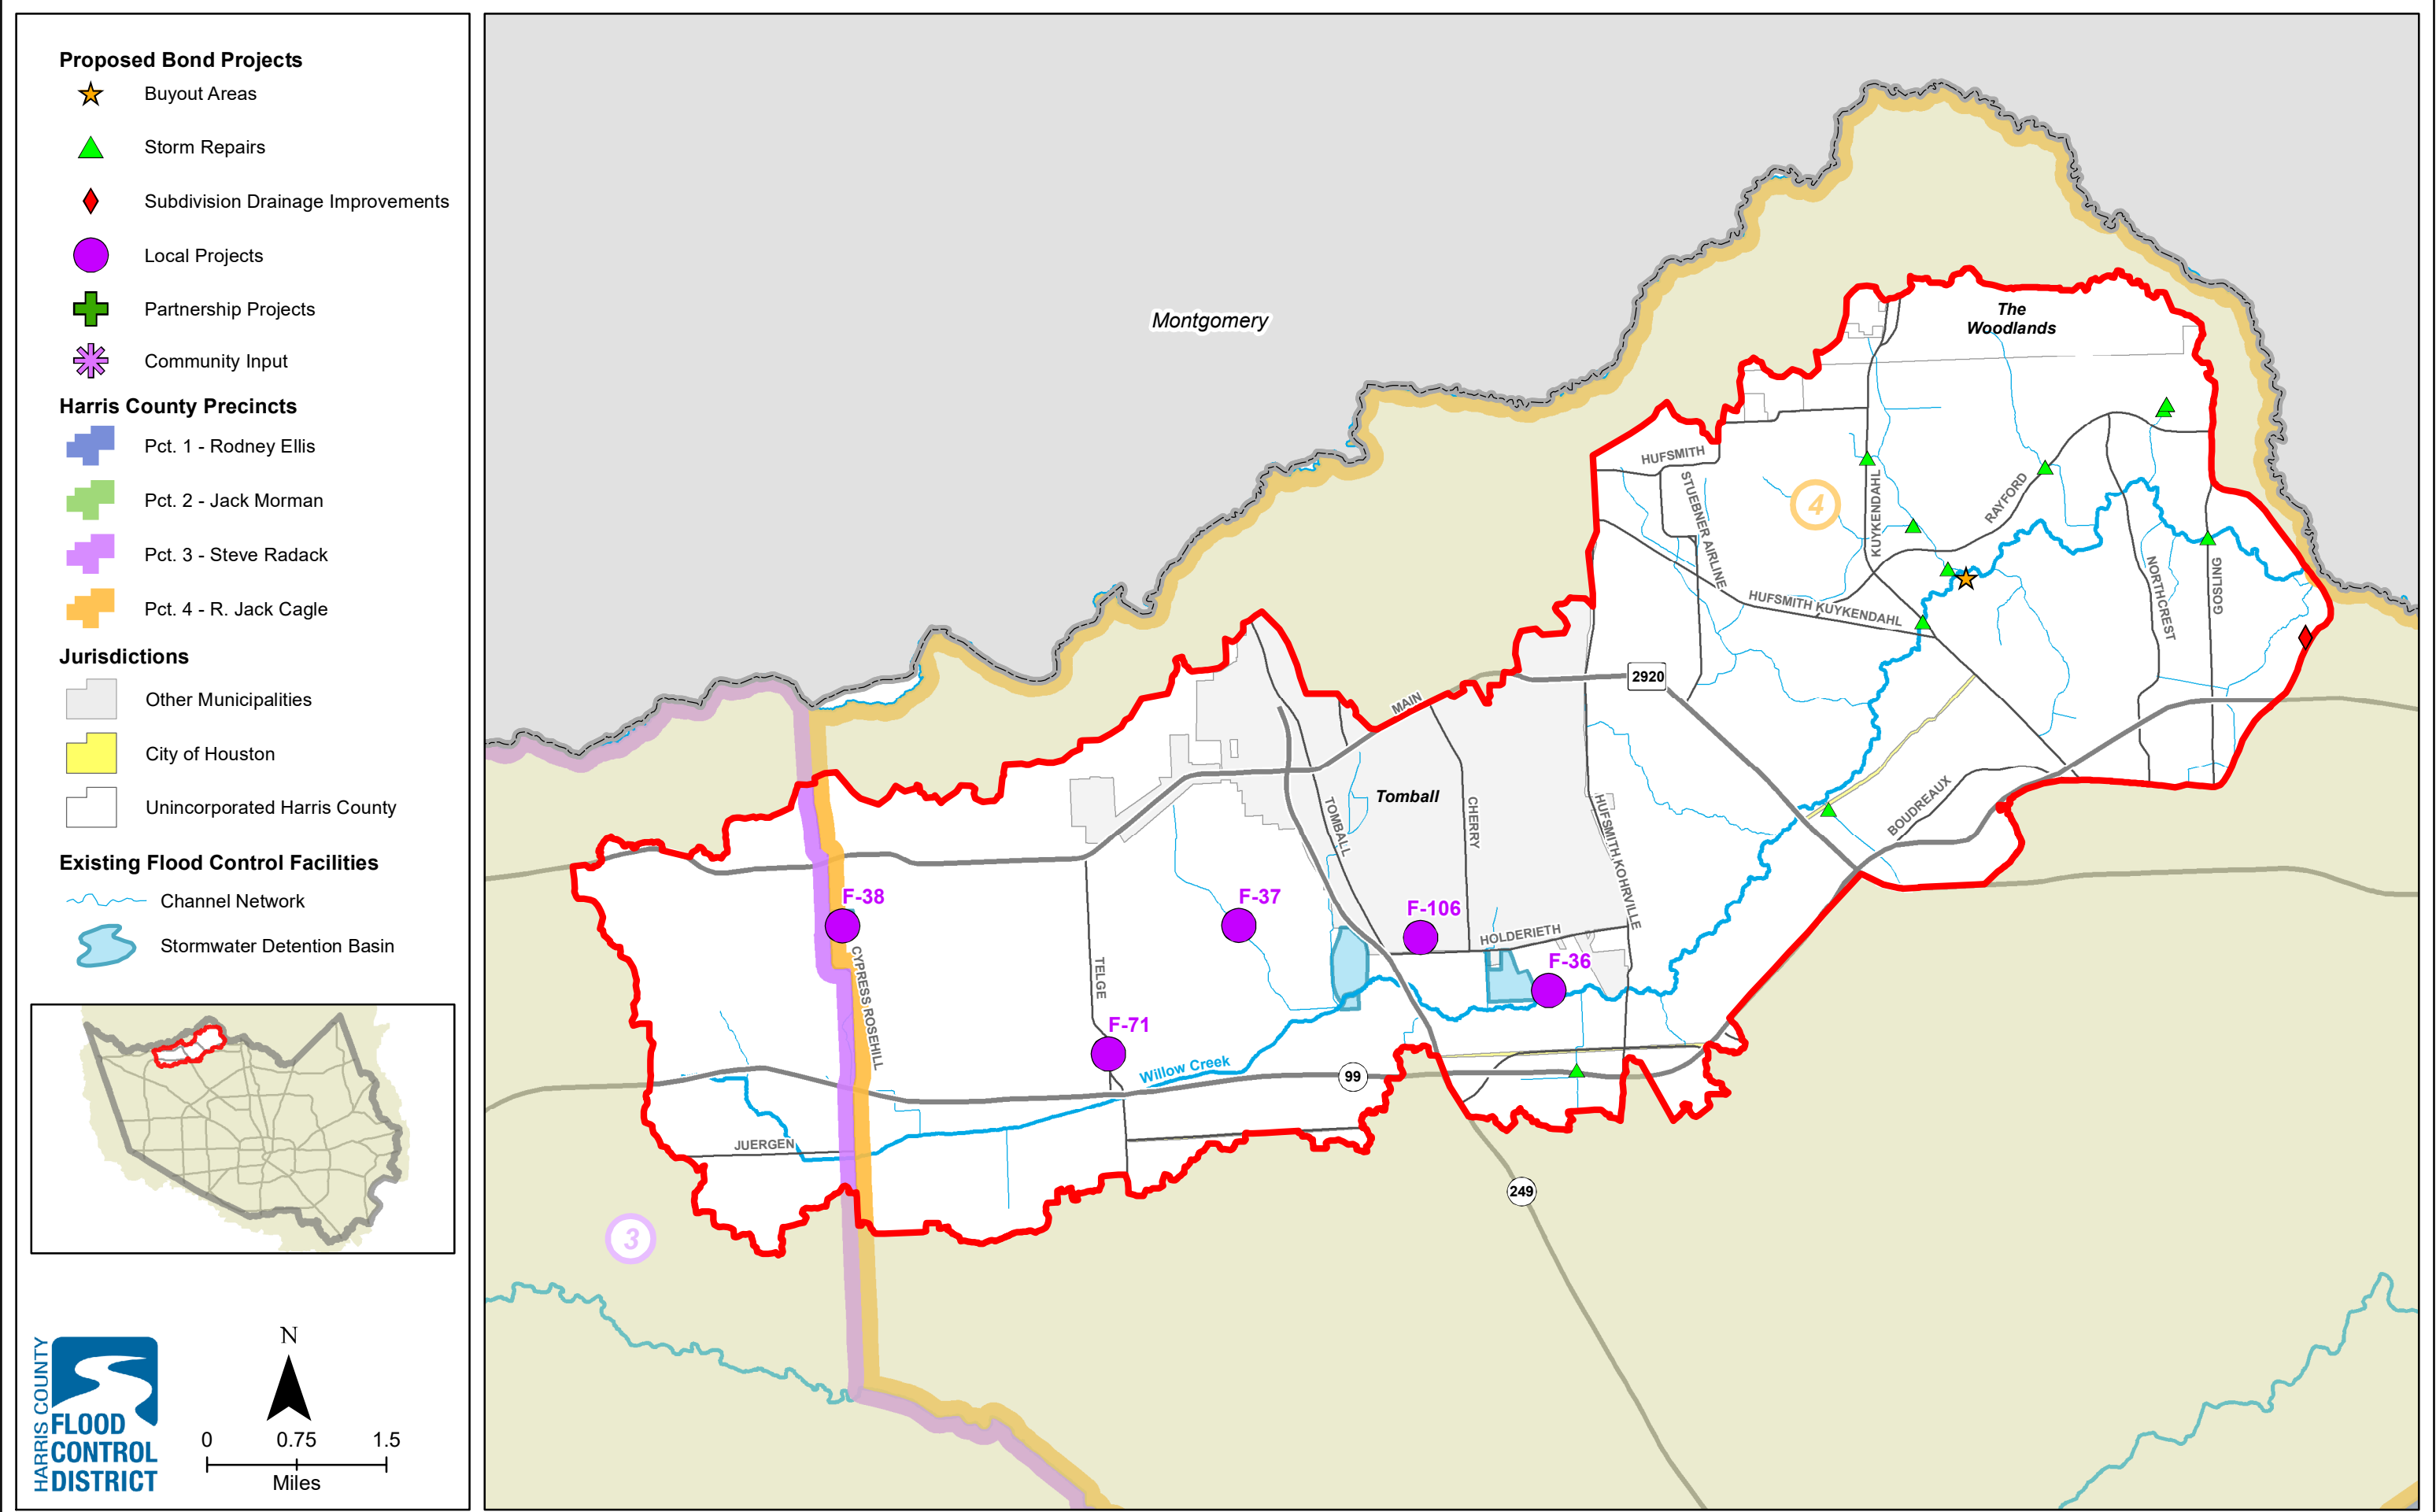 Proposed Bond Projects
Buyout Areas
Storm Repairs
Subdivision Drainage Improvements
Local Projects
Partnership Projects
Community Input
Harris County Precincts
Pct. 1 - Rodney Ellis
Pct. 2 - Jack Morman
Pct. 3 - Steve Radack
Pct. 4 - R. Jack Cagle
Jurisdictions
Other Municipalities
City of Houston
Unincorporated Harris County
Existing Flood Control Facilities
Channel Network
Stormwater Detention Basin
HARRIS COUNTY
FLOOD
CONTROL
DISTRICT
N
0 0.75 1.5
Miles
Montgomery
The
Woodlands
HUFSMITH
STUEBNER AIRLINE
4
KUYKENDAHL
RAYFORD
HUFSMITH KUYKENDAHL
NORTHCREST
GOSLING
2920
MAIN
Tomball
TOMBALL
CHERRY
HUFSMITH KOHRVILLE
BOUDREAUX
F-38
F-37
F-106
HOLDERIETH
F-36
CYPRESS ROSEHILL
TELGE
F-71
Willow Creek
99
JUERGEN
249
3